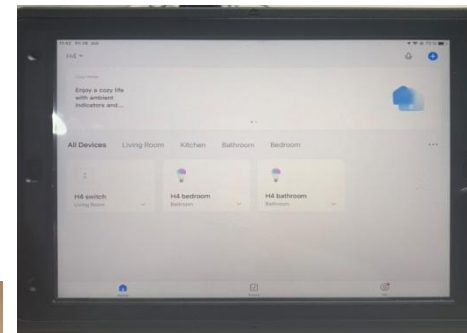 Enjoy a cozy life
with ambient
indicators and...
All Devices Living Room Kitchen Bathroom Bedroom
H4 switch
Living Room
H4 bedroom
Bedroom
H4 bathroom
Bathroom
Home